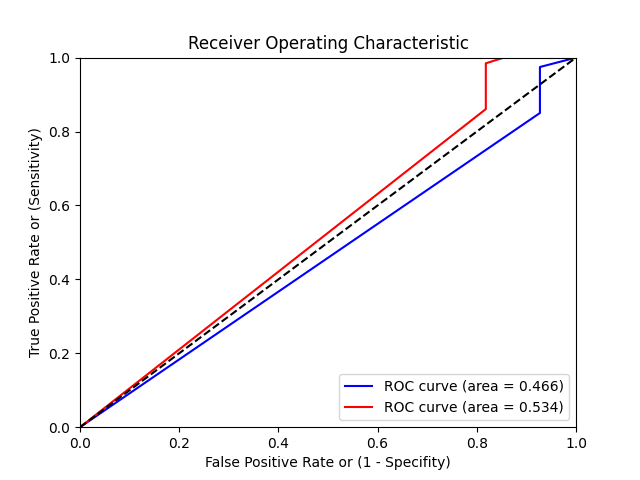 Receiver Operating Characteristic
1.0
0.8
0.6
0.4
0.2
0.0
True Positive Rate or (Sensitivity)
ROC curve (area = 0.466)
ROC curve (area = 0.534)
0.0 0.2 0.4 0.6 0.8 1.0
False Positive Rate or (1 - Specifity)